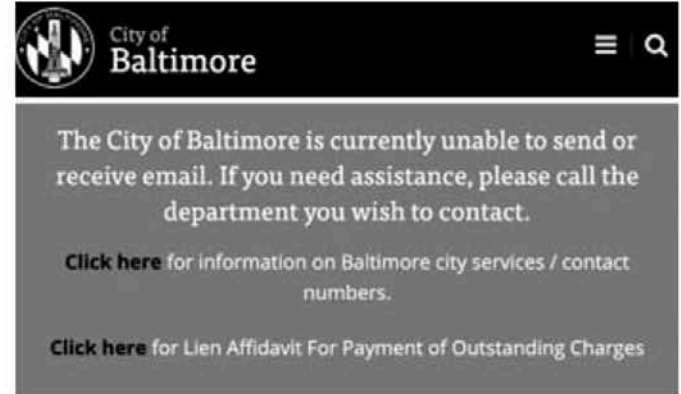 City of
Baltimore
The City of Baltimore is currently unable to send or
receive email. If you need assistance, please call the
department you wish to contact.
Click here for information on Baltimore city services / contact
numbers.
Click here for Lien Affidavit For Payment of Outstanding Charges